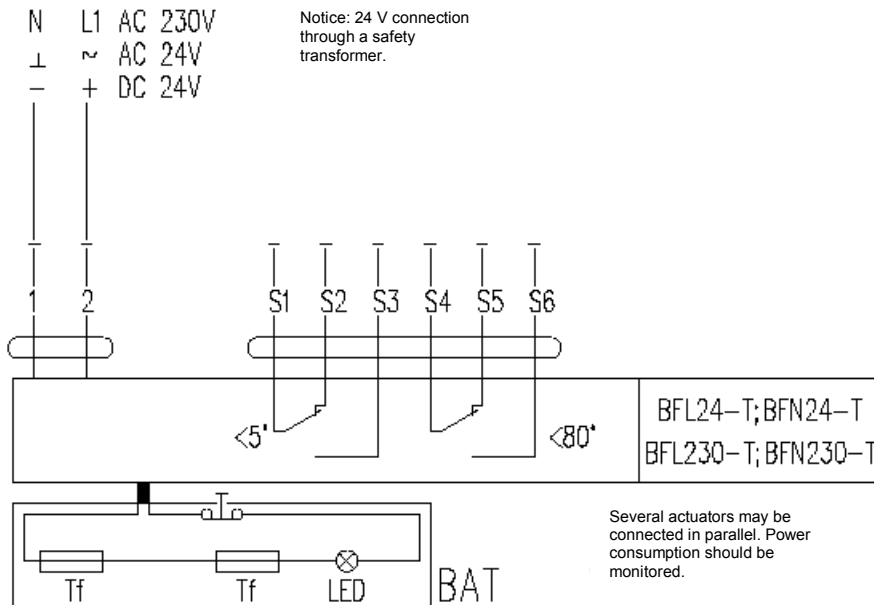 N L1 AC 230V
⊥ ~ AC 24V
− + DC 24V
Notice: 24 V connection
through a safety
transformer.
1 2 S1 S2 S3 S4 S5 S6
<5° <80°
BFL24-T;BFN24-T
BFL230-T;BFN230-T
T
Several actuators may be
connected in parallel. Power
consumption should be
monitored.
Tf Tf LED BAT